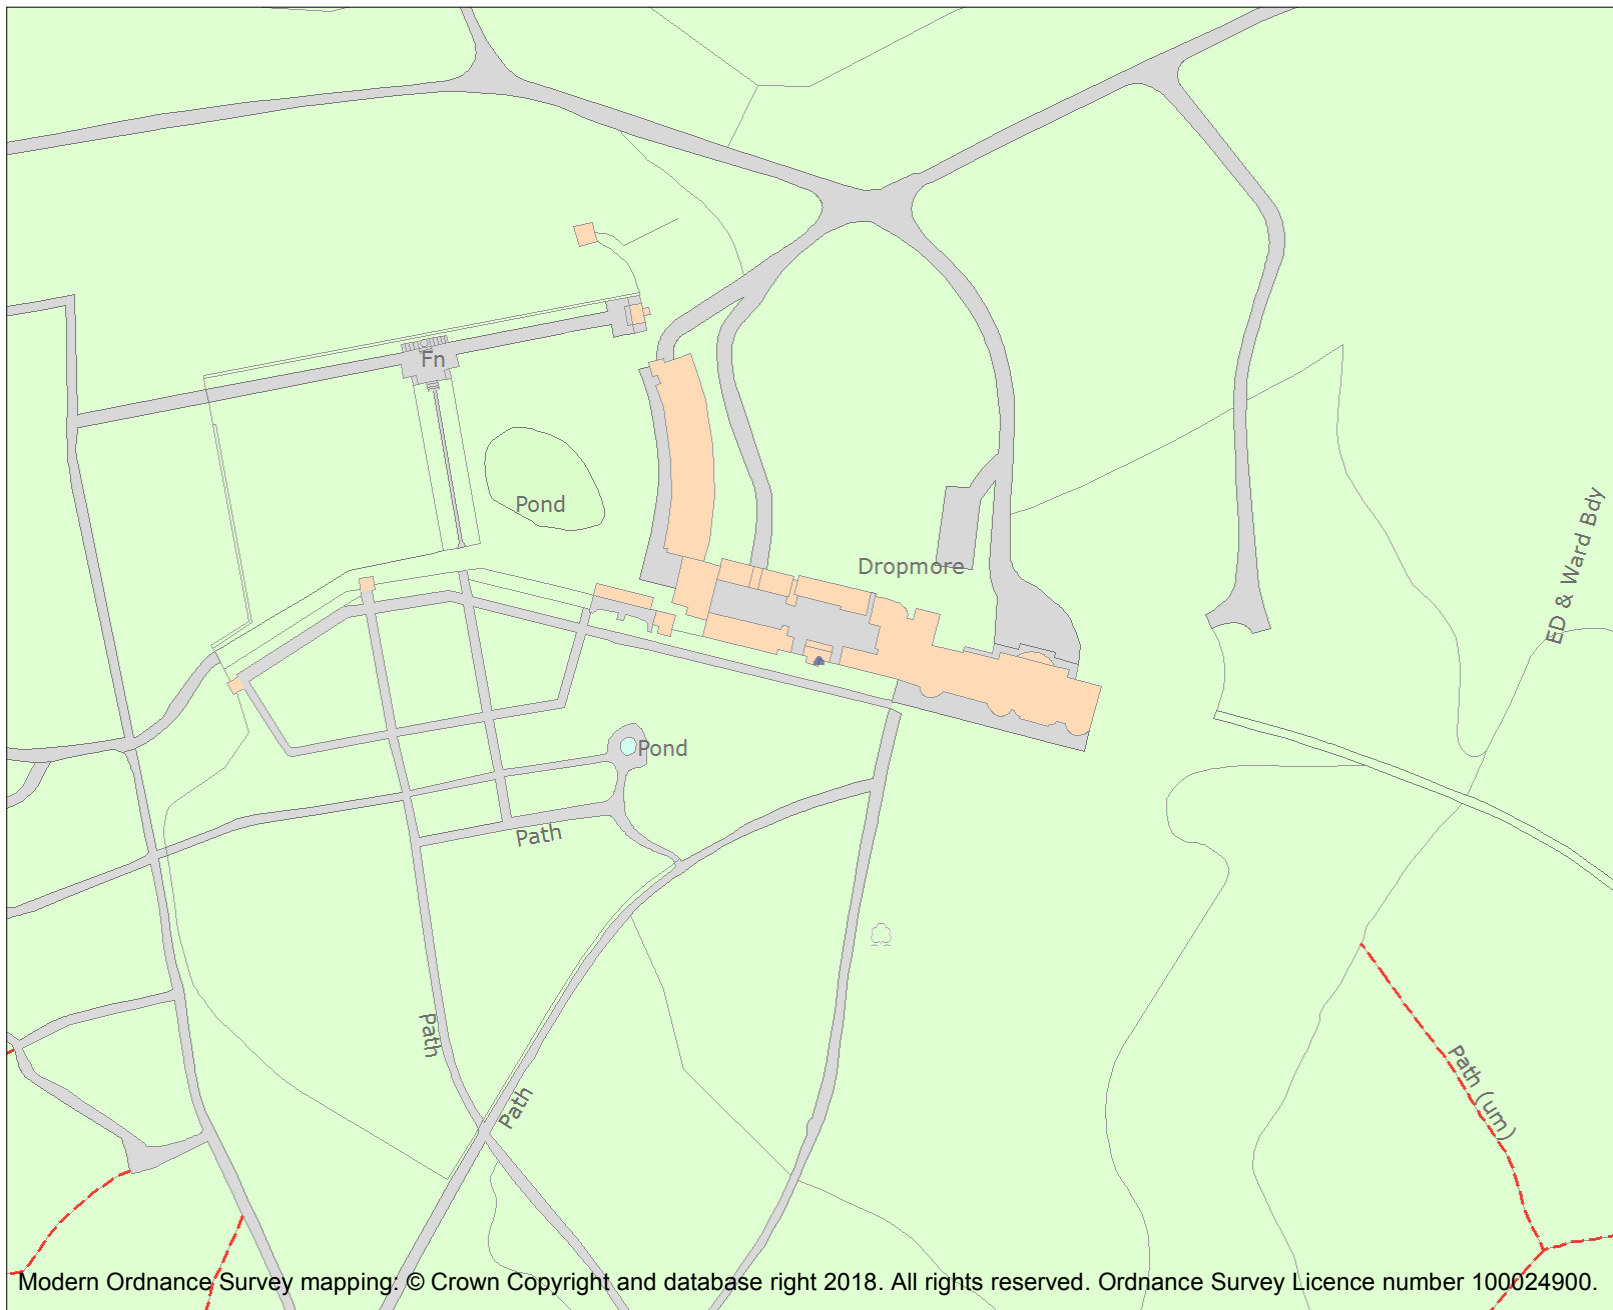 Fn
Pond
Dropmore
ED & Ward Bdy
Pond
Path
Path
Path
Path (um)
Modern Ordnance Survey mapping: © Crown Copyright and database right 2018. All rights reserved. Ordnance Survey Licence number 100024900.